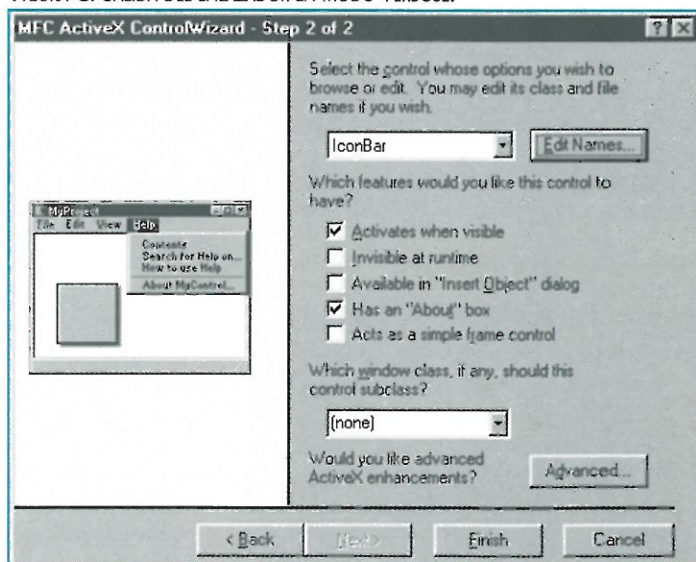 MFC ActiveX ControlWizard - Step 2 of 2
Select the control whose options you wish to
browse or edit. You may edit its class and file
names if you wish.
IconBar
Edit Names...
Which features would you like this control to
have?
Activates when visible
Invisible at runtime
Available in "Insert Object" dialog
Has an "About" box
Acts as a simple frame control
MyProject
File Edit View Help
Contents
Search for Help on...
How to use Help
About MyControl...
Which window class, if any, should this
control subclass?
(none)
Would you like advanced
ActiveX enhancements?
Advanced...
< Back
Next >
Finish
Cancel